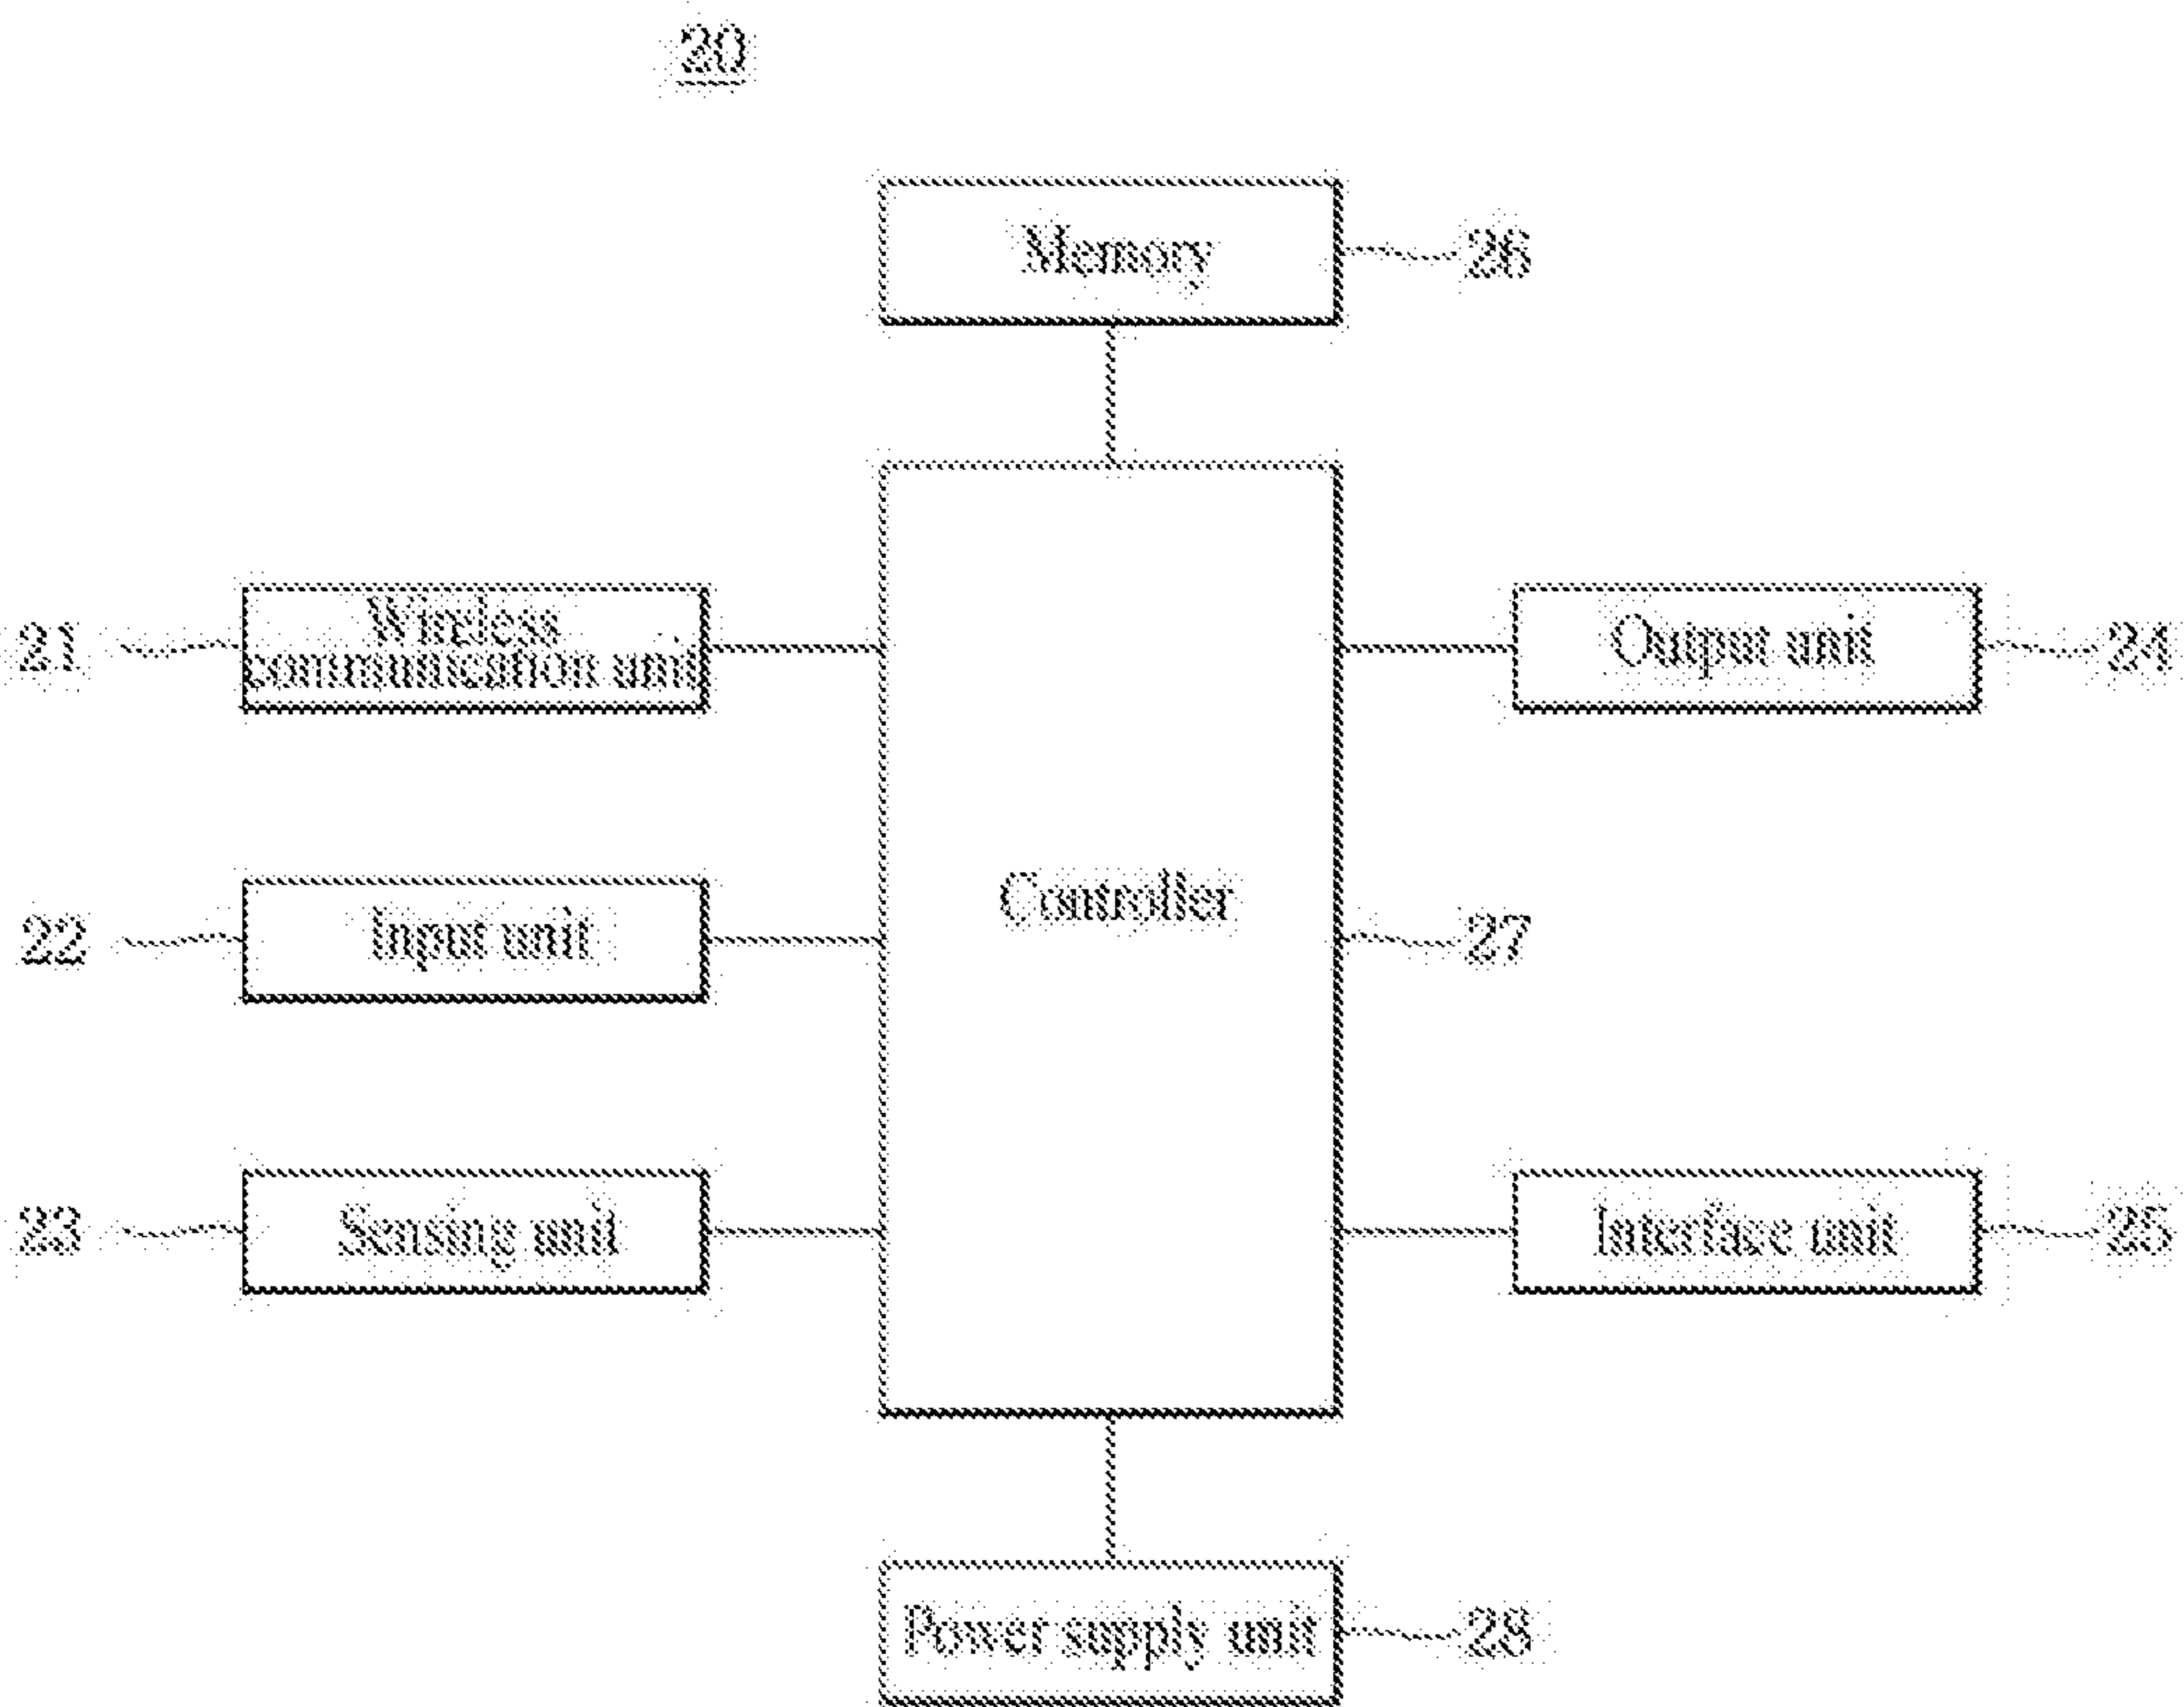 20
Memory
26
Wireless
communication unit
21
Output unit
24
Controller
27
Input unit
22
Sensing unit
23
Interface unit
25
Power supply unit
28